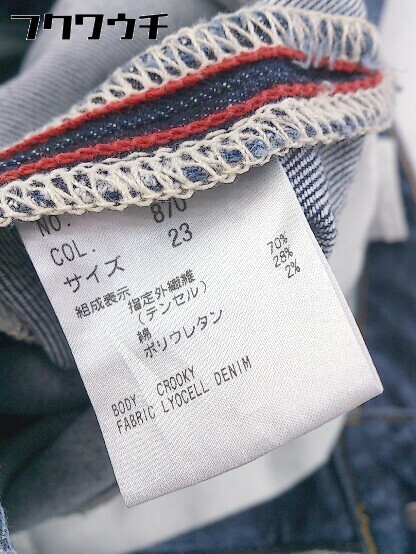 フクワウチ
NO. 870
COL. 23
サイズ
組成表示 指定外繊維 70%
(テンセル)
綿 28%
ポリウレタン 2%
BODY CROOKY
FABRIC LYOCELL DENIM